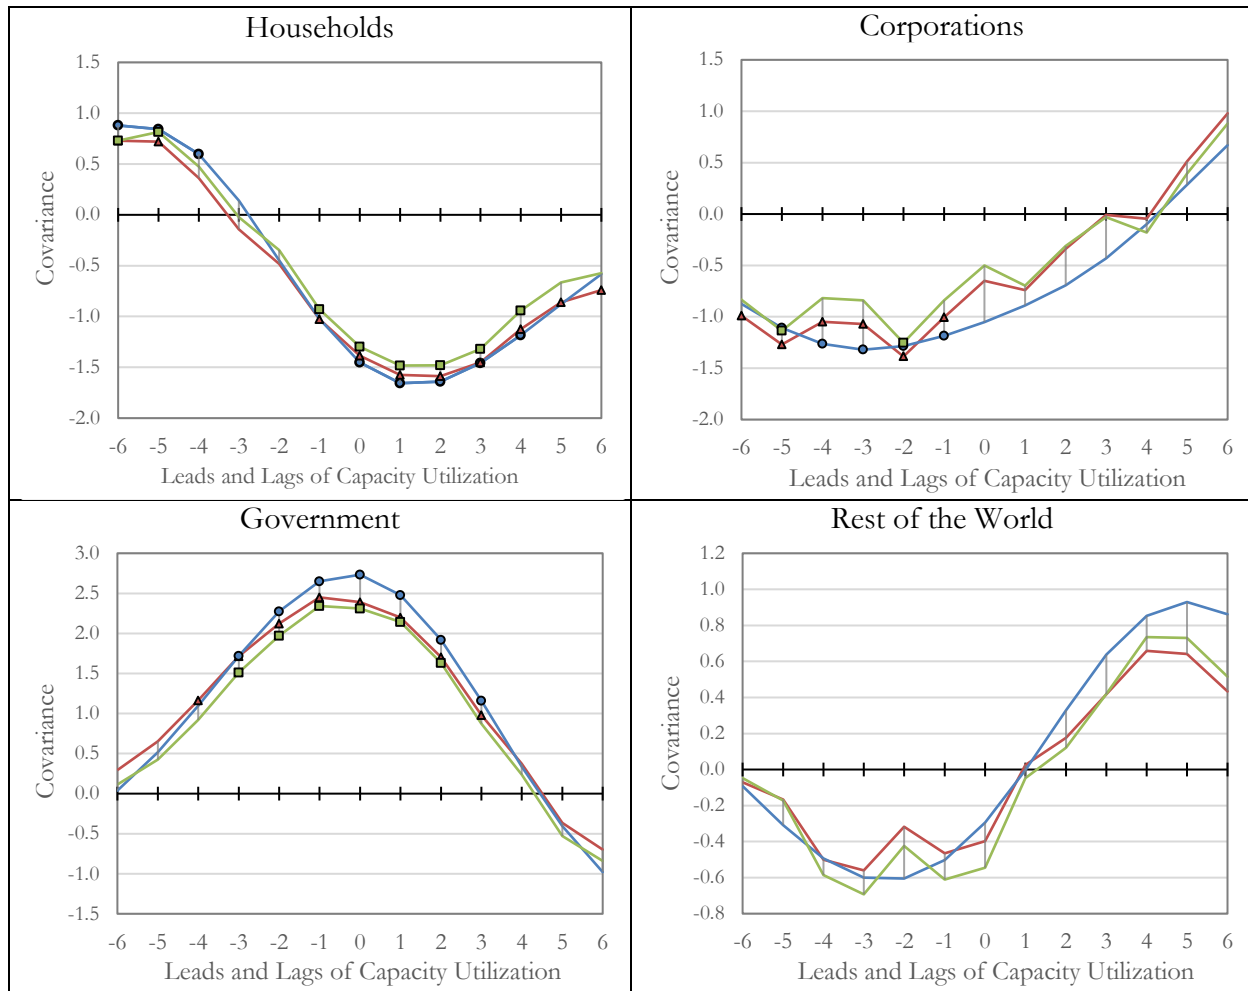 Households
1.5
1.0
0.5
0.0
-0.5
-1.0
-1.5
-2.0
Covariance
-6 -5 -4 -3 -2 -1 0 1 2 3 4 5 6
Leads and Lags of Capacity Utilization
Corporations
1.5
1.0
0.5
0.0
-0.5
-1.0
-1.5
-2.0
Covariance
-6 -5 -4 -3 -2 -1 0 1 2 3 4 5 6
Leads and Lags of Capacity Utilization
Government
3.0
2.5
2.0
1.5
1.0
0.5
0.0
-0.5
-1.0
-1.5
Covariance
-6 -5 -4 -3 -2 -1 0 1 2 3 4 5 6
Leads and Lags of Capacity Utilization
Rest of the World
1.2
1.0
0.8
0.6
0.4
0.2
0.0
-0.2
-0.4
-0.6
-0.8
Covariance
-6 -5 -4 -3 -2 -1 0 1 2 3 4 5 6
Leads and Lags of Capacity Utilization